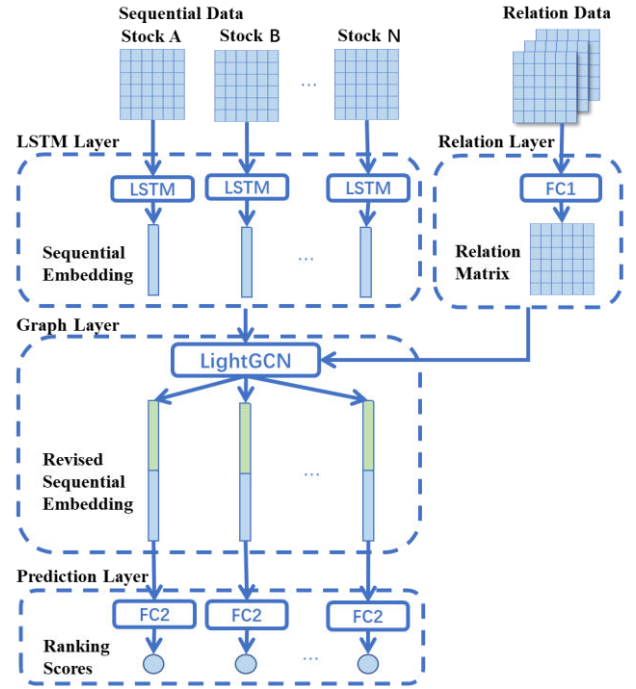 Sequential Data
Relation Data
Stock A
Stock B
Stock N
...
LSTM Layer
Relation Layer
LSTM
LSTM
LSTM
FC1
Sequential
Embedding
...
Relation
Matrix
Graph Layer
LightGCN
Revised
Sequential
Embedding
...
Prediction Layer
FC2
FC2
FC2
Ranking
Scores
...